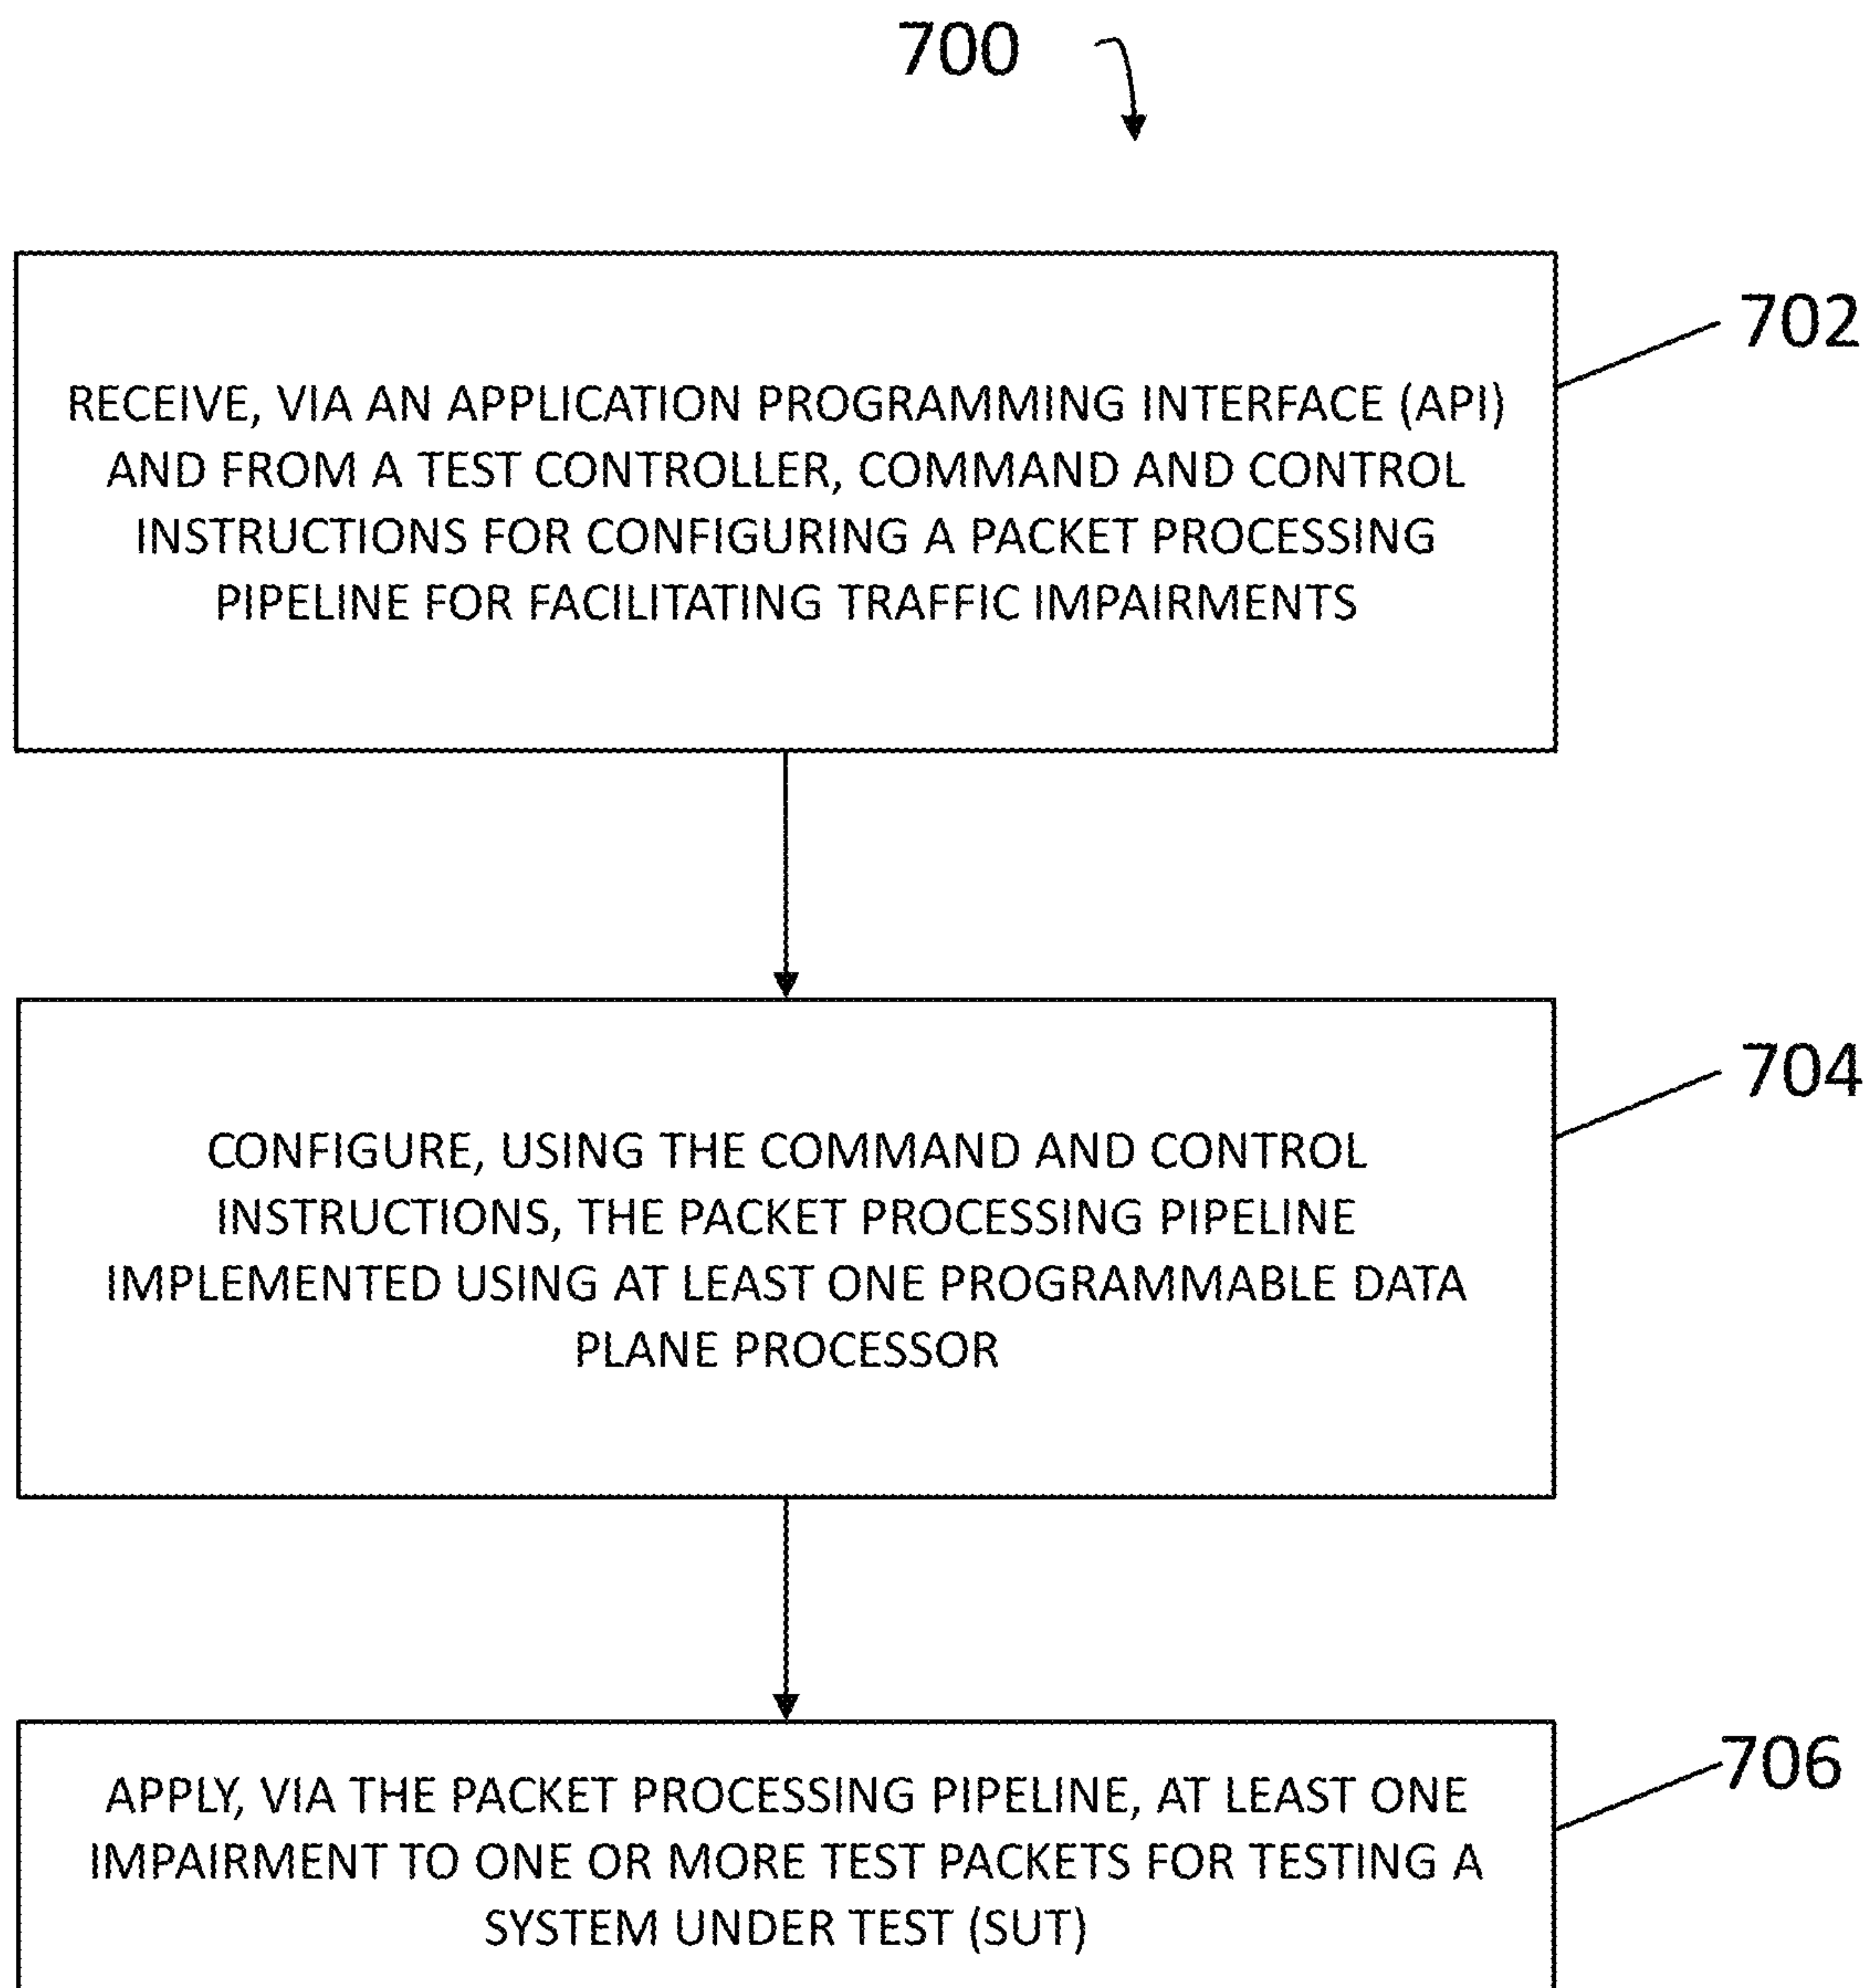 700
702
RECEIVE, VIA AN APPLICATION PROGRAMMING INTERFACE (API)
AND FROM A TEST CONTROLLER, COMMAND AND CONTROL
INSTRUCTIONS FOR CONFIGURING A PACKET PROCESSING
PIPELINE FOR FACILITATING TRAFFIC IMPAIRMENTS
704
CONFIGURE, USING THE COMMAND AND CONTROL
INSTRUCTIONS, THE PACKET PROCESSING PIPELINE
IMPLEMENTED USING AT LEAST ONE PROGRAMMABLE DATA
PLANE PROCESSOR
706
APPLY, VIA THE PACKET PROCESSING PIPELINE, AT LEAST ONE
IMPAIRMENT TO ONE OR MORE TEST PACKETS FOR TESTING A
SYSTEM UNDER TEST (SUT)